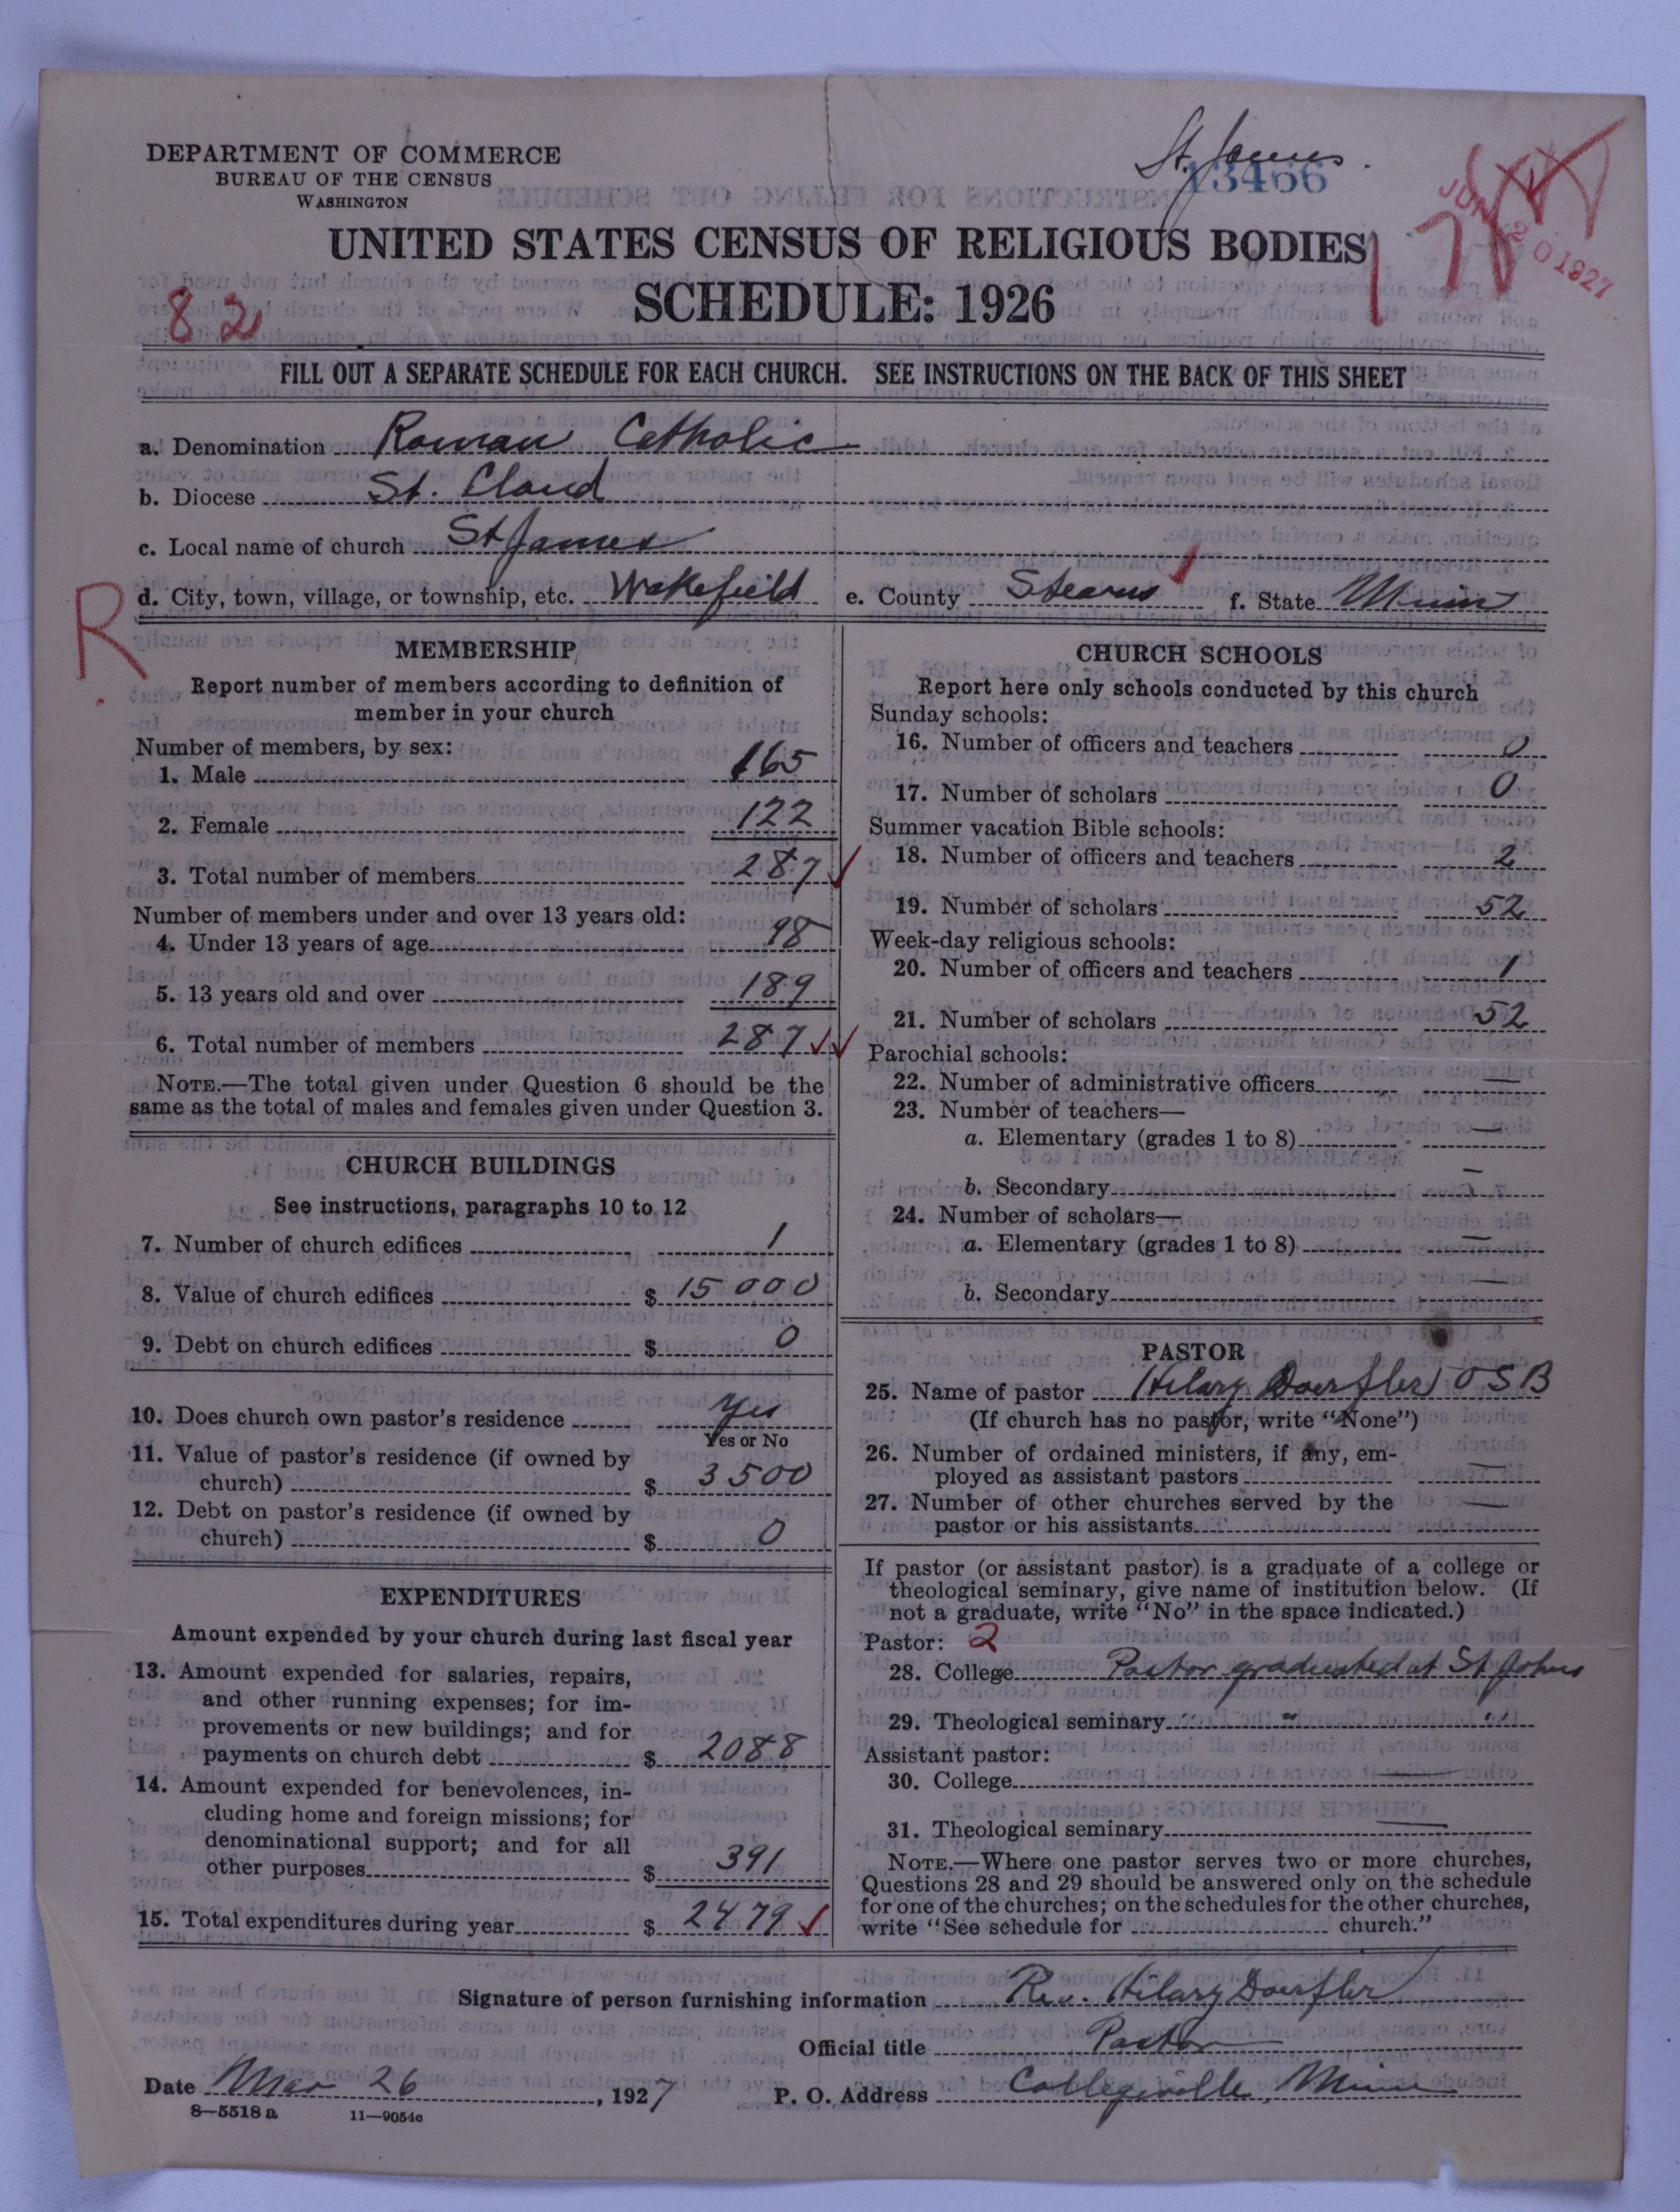 DEPARTMENT OF COMMERCE
BUREAU OF THE CENSUS
WASHINGTON
St. James.
13466
JUN 20 1927
UNITED STATES CENSUS OF RELIGIOUS BODIES
SCHEDULE: 1926
82
FILL OUT A SEPARATE SCHEDULE FOR EACH CHURCH. SEE INSTRUCTIONS ON THE BACK OF THIS SHEET
a. Denomination Roman Catholic
b. Diocese St. Cloud
c. Local name of church St James
d. City, town, village, or township, etc. Wakefield e. County Stearns f. State Minn
R
MEMBERSHIP
Report number of members according to definition of
member in your church
Number of members, by sex:
1. Male 165
2. Female 122
3. Total number of members 287
Number of members under and over 13 years old:
4. Under 13 years of age 98
5. 13 years old and over 189
6. Total number of members 287
NOTE.—The total given under Question 6 should be the
same as the total of males and females given under Question 3.
CHURCH BUILDINGS
See instructions, paragraphs 10 to 12
7. Number of church edifices 1
8. Value of church edifices $ 15000
9. Debt on church edifices $ 0
10. Does church own pastor's residence Yes
Yes or No
11. Value of pastor's residence (if owned by
church) $ 3500
12. Debt on pastor's residence (if owned by
church) $ 0
EXPENDITURES
Amount expended by your church during last fiscal year
13. Amount expended for salaries, repairs,
and other running expenses; for im-
provements or new buildings; and for
payments on church debt $ 2088
14. Amount expended for benevolences, in-
cluding home and foreign missions; for
denominational support; and for all
other purposes $ 391
15. Total expenditures during year $ 2479
CHURCH SCHOOLS
Report here only schools conducted by this church
Sunday schools:
16. Number of officers and teachers 0
17. Number of scholars 0
Summer vacation Bible schools:
18. Number of officers and teachers 2
19. Number of scholars 52
Week-day religious schools:
20. Number of officers and teachers 1
21. Number of scholars 52
Parochial schools:
22. Number of administrative officers —
23. Number of teachers—
a. Elementary (grades 1 to 8) —
b. Secondary —
24. Number of scholars—
a. Elementary (grades 1 to 8) —
b. Secondary —
PASTOR
25. Name of pastor Hilary Doerfler OSB
(If church has no pastor, write "None")
26. Number of ordained ministers, if any, em-
ployed as assistant pastors —
27. Number of other churches served by the
pastor or his assistants —
If pastor (or assistant pastor) is a graduate of a college or
theological seminary, give name of institution below. (If
not a graduate, write "No" in the space indicated.)
Pastor: 2
28. College Pastor graduated at St Johns
29. Theological seminary " " "
Assistant pastor:
30. College —
31. Theological seminary —
NOTE.—Where one pastor serves two or more churches,
Questions 28 and 29 should be answered only on the schedule
for one of the churches; on the schedules for the other churches,
write "See schedule for church."
Signature of person furnishing information Rev. Hilary Doerfler
Official title Pastor
Date Mar 26, 1927 P. O. Address Collegeville, Minn
8—5518 a 11—9054c